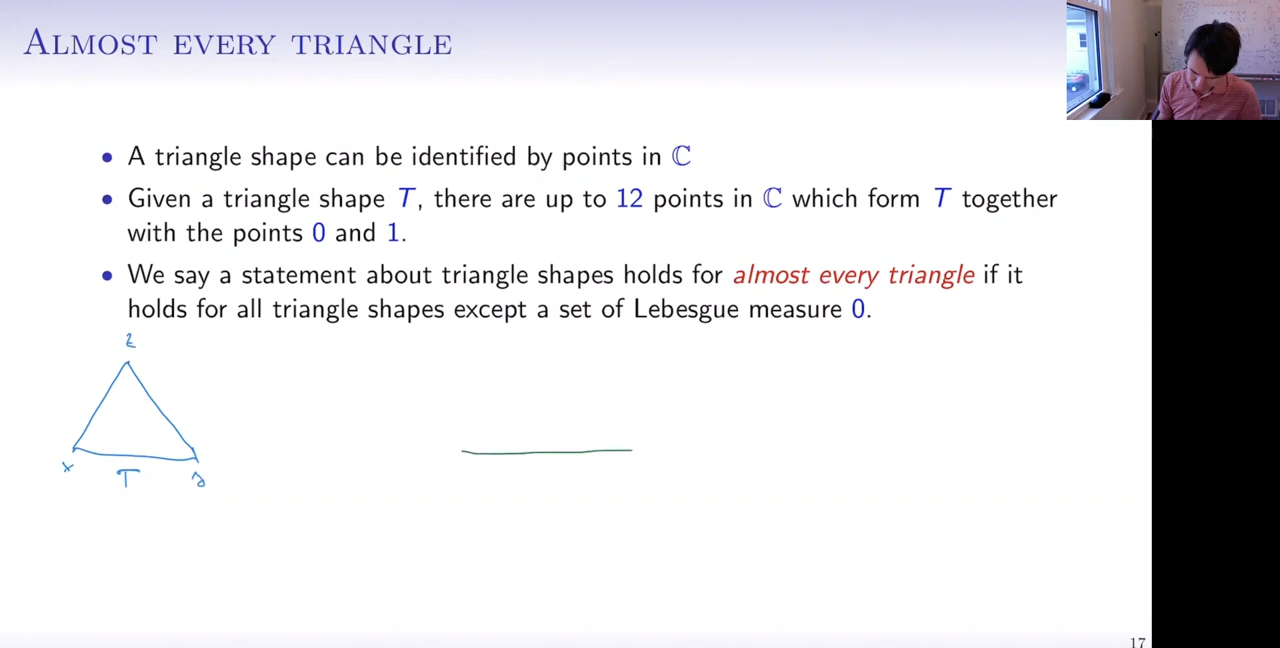 ALMOST EVERY TRIANGLE
• A triangle shape can be identified by points in ℂ
• Given a triangle shape T, there are up to 12 points in ℂ which form T together
with the points 0 and 1.
• We say a statement about triangle shapes holds for almost every triangle if it
holds for all triangle shapes except a set of Lebesgue measure 0.
z
x
T
17